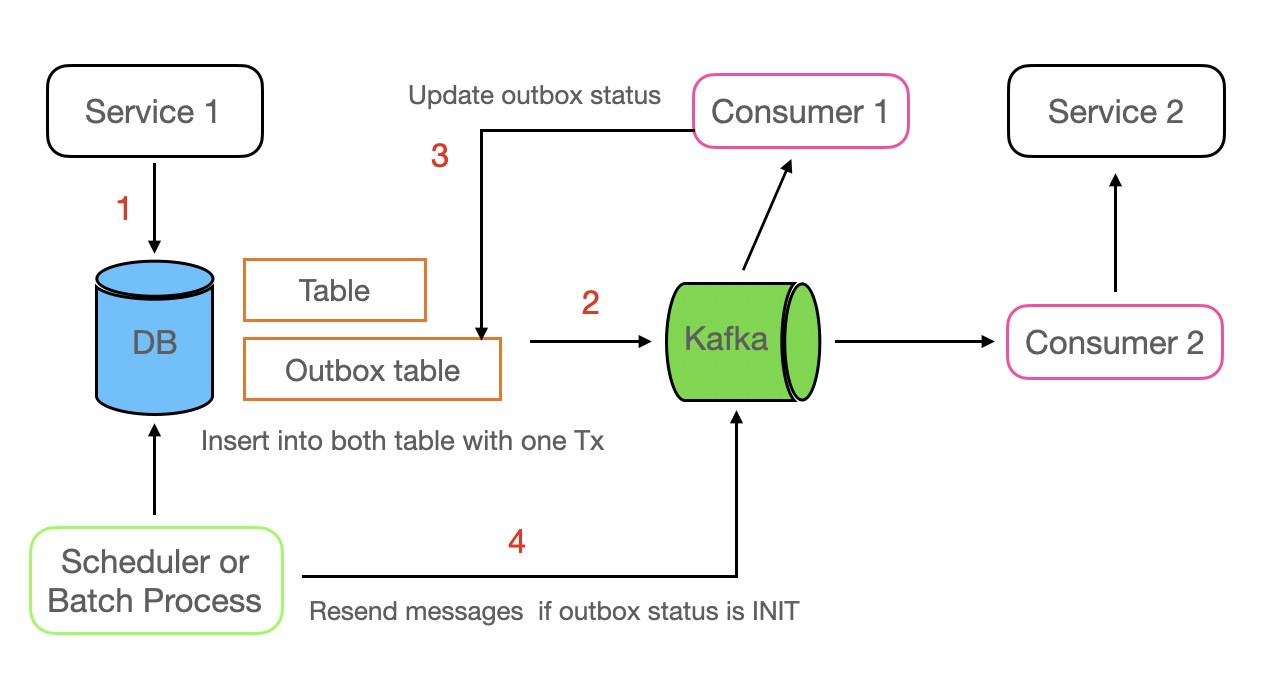 Service 1
Update outbox status
Consumer 1
Service 2
3
1
Table
2
DB
Outbox table
Kafka
Consumer 2
Insert into both table with one Tx
4
Scheduler or
Batch Process
Resend messages  if outbox status is INIT